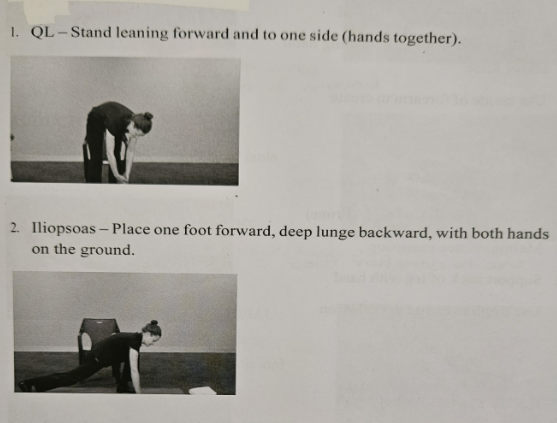 1. QL – Stand leaning forward and to one side (hands together).
2. Iliopsoas – Place one foot forward, deep lunge backward, with both hands
on the ground.